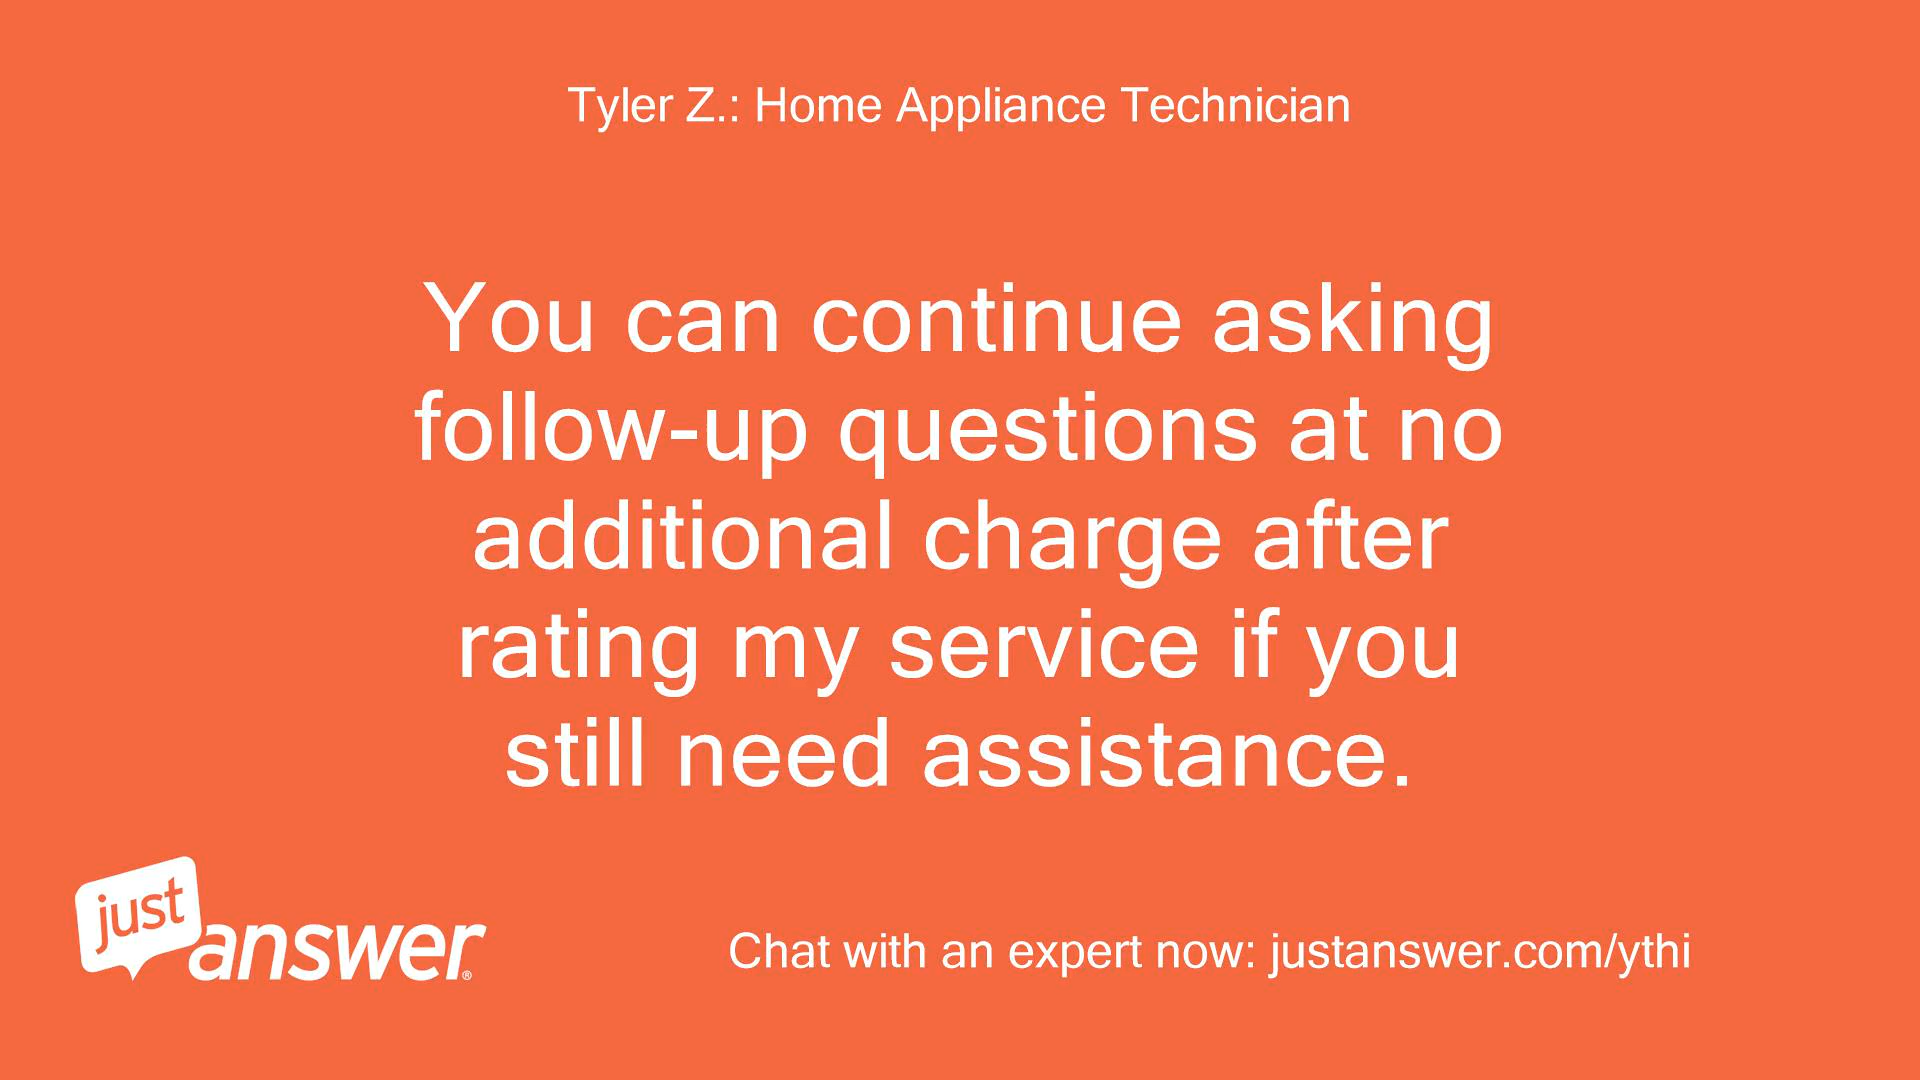 Tyler Z.: Home Appliance Technician
You can continue asking
follow-up questions at no
additional charge after
rating my service if you
still need assistance.
just
answer®
Chat with an expert now: justanswer.com/ythi